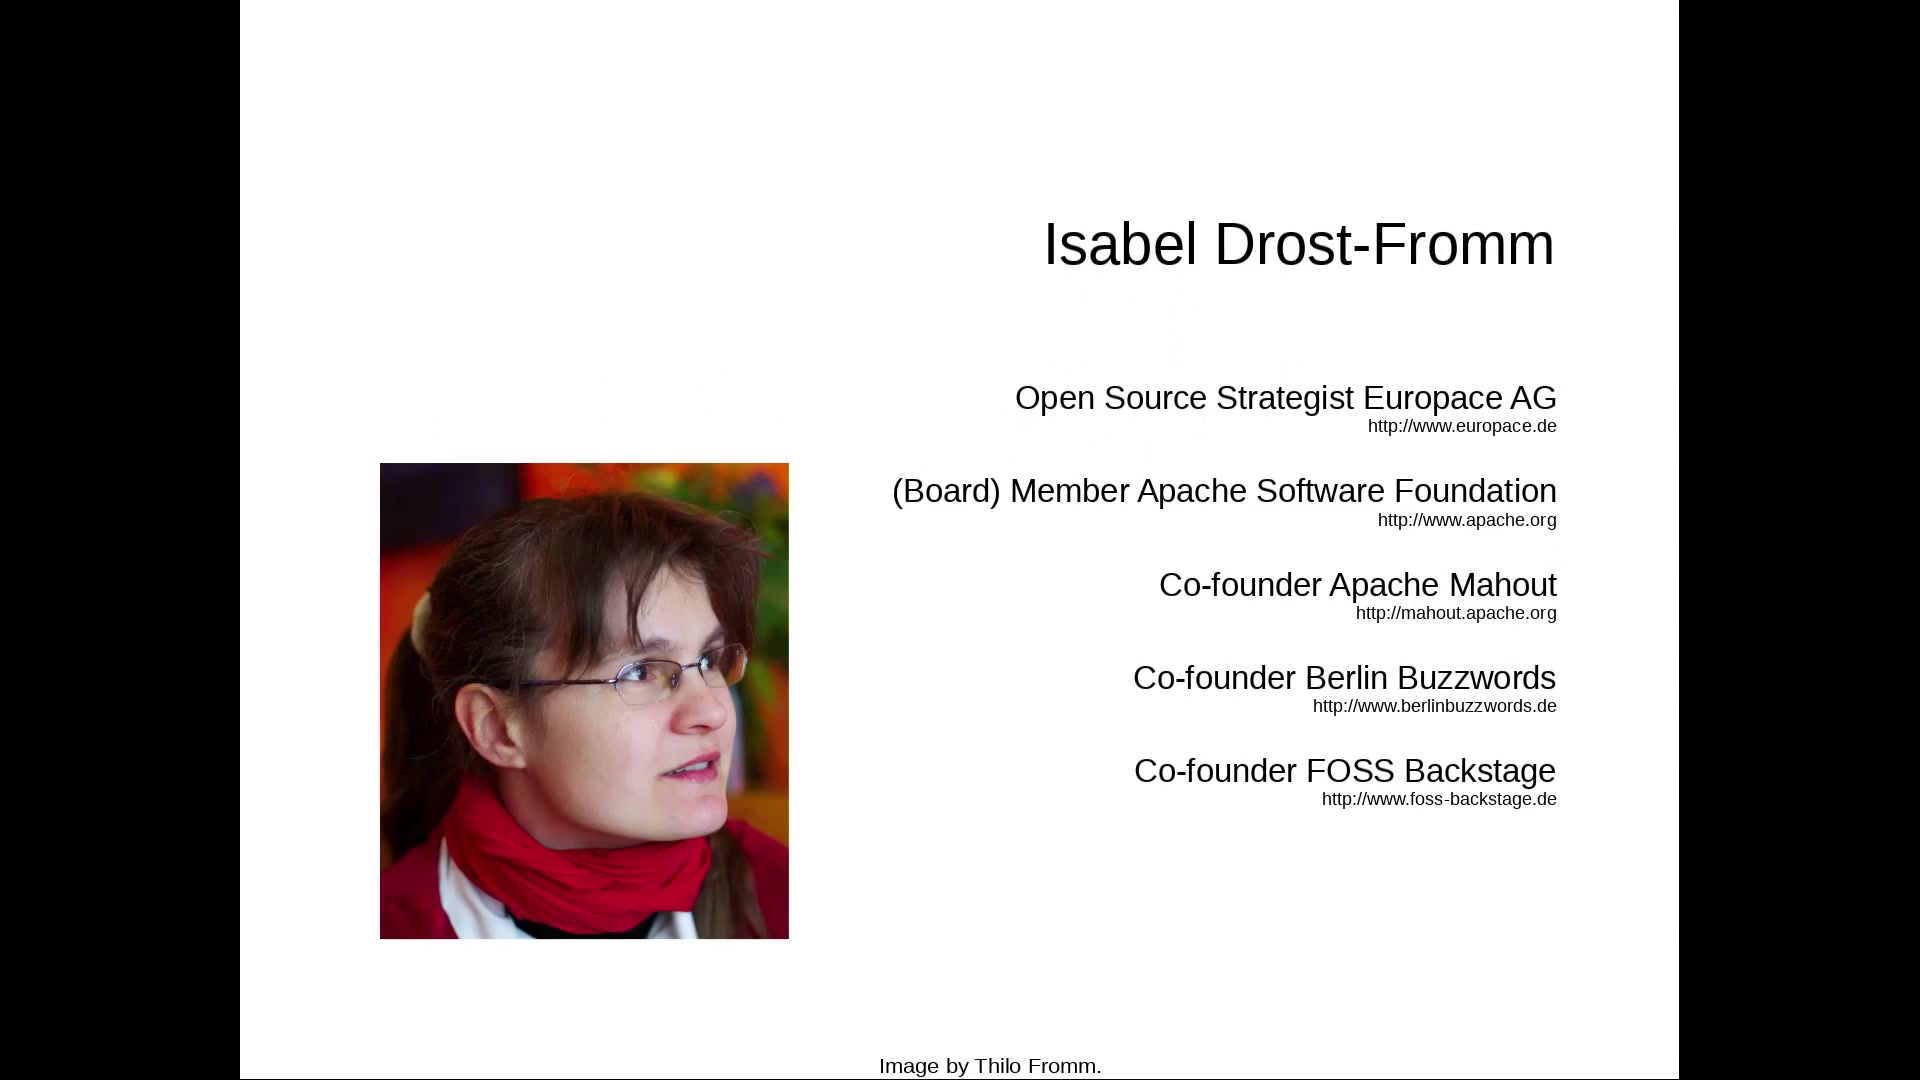 Isabel Drost-Fromm
Open Source Strategist Europace AG
http://www.europace.de
(Board) Member Apache Software Foundation
http://www.apache.org
Co-founder Apache Mahout
http://mahout.apache.org
Co-founder Berlin Buzzwords
http://www.berlinbuzzwords.de
Co-founder FOSS Backstage
http://www.foss-backstage.de
Image by Thilo Fromm.